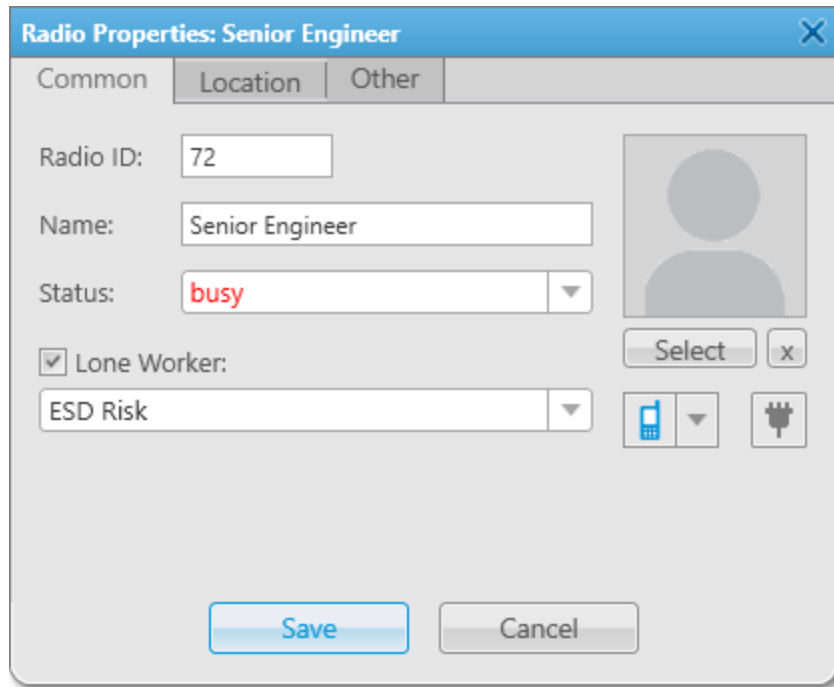 Radio Properties: Senior Engineer
Common Location Other
Radio ID: 72
Name: Senior Engineer
Status: busy
Select x
Lone Worker:
ESD Risk
Save Cancel